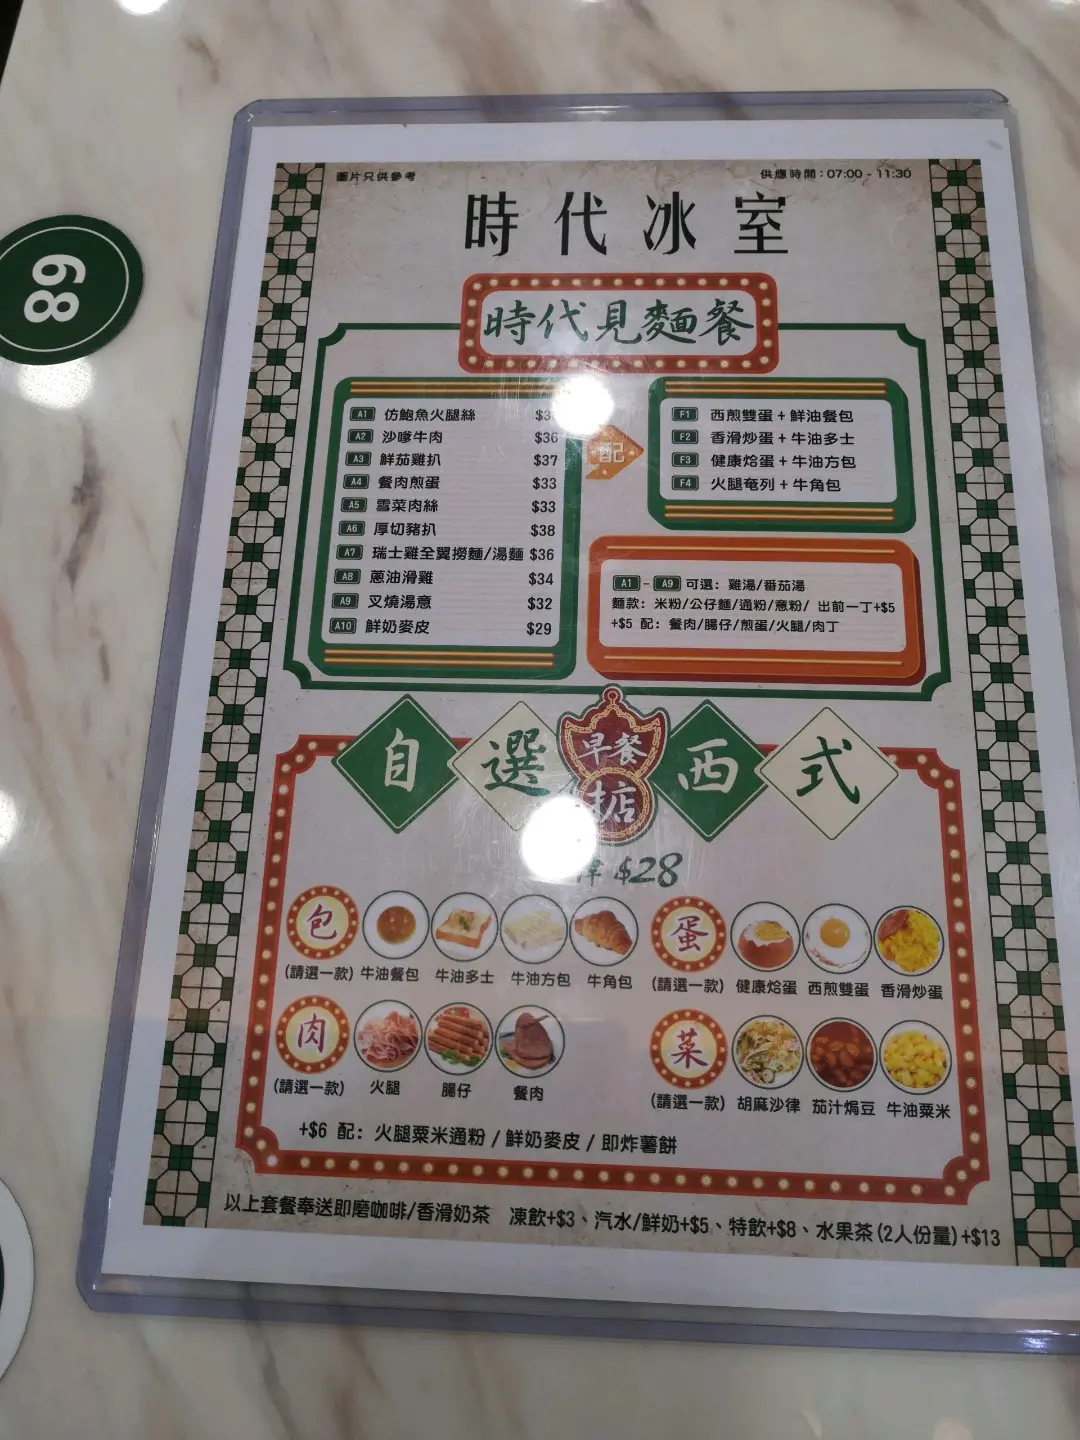 圖片只供參考
供應時間：07:00 - 11:30
時代冰室
時代見麵餐
A1 仿鮑魚火腿絲
A2 沙嗲牛肉 $36
A3 鮮茄雞扒 $37
A4 餐肉煎蛋 $33
A5 雪菜肉絲 $33
A6 厚切豬扒 $38
A7 瑞士雞全翼撈麵/湯麵 $36
A8 蔥油滑雞 $34
A9 叉燒湯意 $32
A10 鮮奶麥皮 $29
配
F1 西煎雙蛋 + 鮮油餐包
F2 香滑炒蛋 + 牛油多士
F3 健康烚蛋 + 牛油方包
F4 火腿奄列 + 牛角包
A1 - A9 可選: 雞湯/番茄湯
麵款: 米粉/公仔麵/通粉/意粉/ 出前一丁+$5
+$5 配: 餐肉/腸仔/煎蛋/火腿/肉丁
自選 早餐掂 西式
$28
包 (請選一款) 牛油餐包 牛油多士 牛油方包 牛角包
蛋 (請選一款) 健康烚蛋 西煎雙蛋 香滑炒蛋
肉 (請選一款) 火腿 腸仔 餐肉
菜 (請選一款) 胡麻沙律 茄汁焗豆 牛油粟米
+$6 配: 火腿粟米通粉 / 鮮奶麥皮 / 即炸薯餅
以上套餐奉送即磨咖啡/香滑奶茶 凍飲+$3、汽水/鮮奶+$5、特飲+$8、水果茶(2人份量)+$13
68